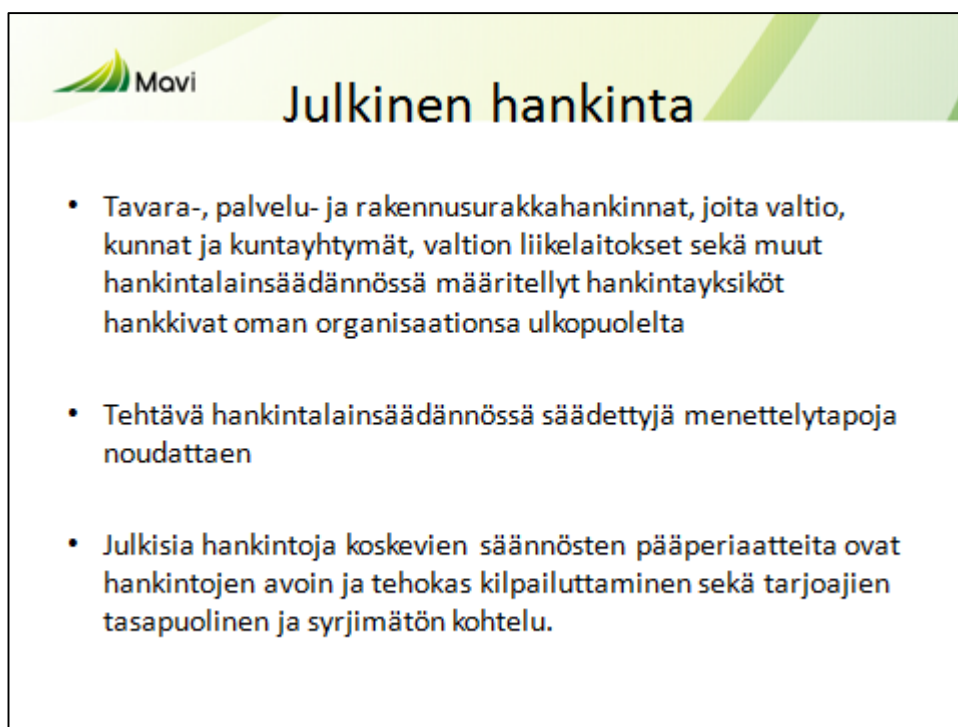 Mavi
Julkinen hankinta
• Tavara-, palvelu- ja rakennusurakkahankinnat, joita valtio,
kunnat ja kuntayhtymät, valtion liikelaitokset sekä muut
hankintalainsäädännössä määritellyt hankintayksiköt
hankkivat oman organisaationsa ulkopuolelta
• Tehtävä hankintalainsäädännössä säädettyjä menettelytapoja
noudattaen
• Julkisia hankintoja koskevien säännösten pääperiaatteita ovat
hankintojen avoin ja tehokas kilpailuttaminen sekä tarjoajien
tasapuolinen ja syrjimätön kohtelu.